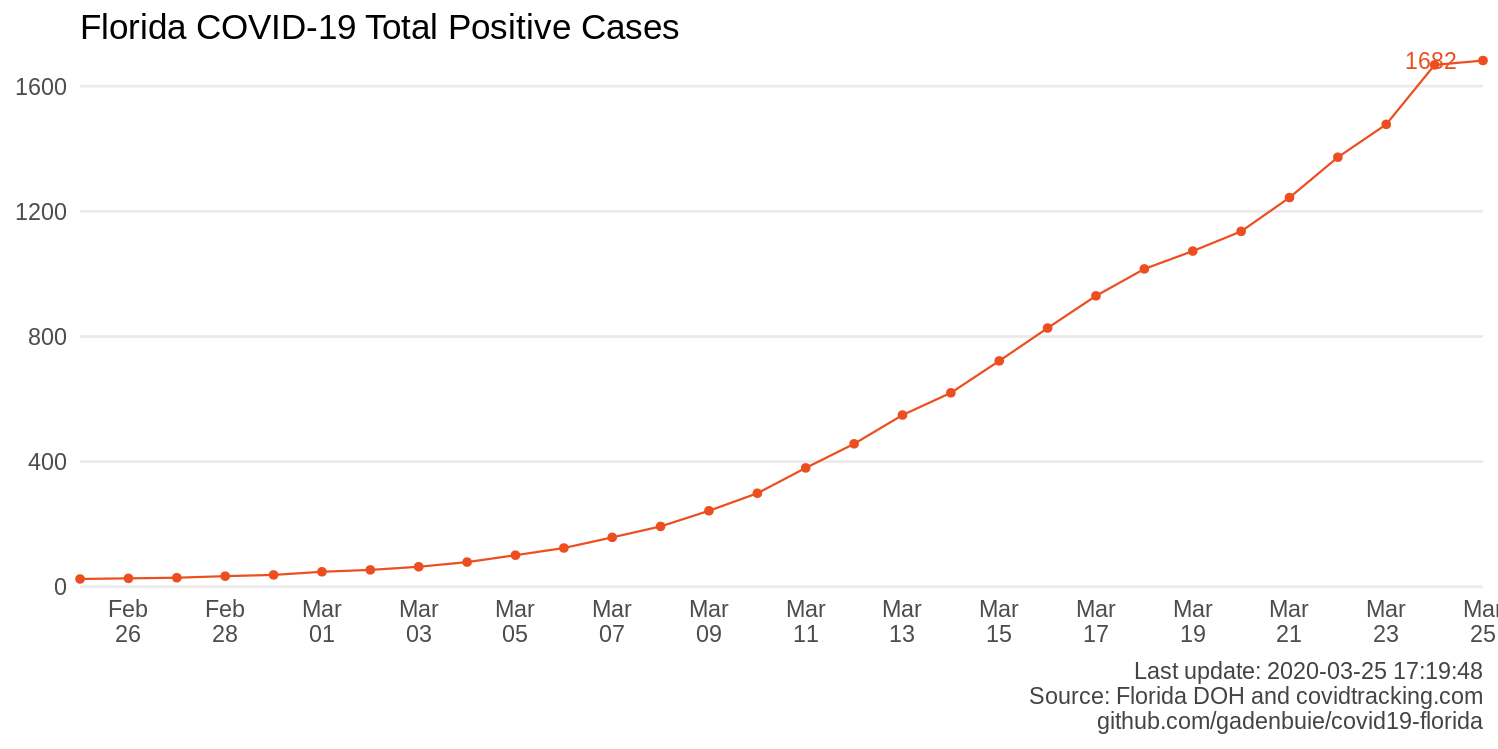 Florida COVID-19 Total Positive Cases
1682
1600
1200
800
400
0
Feb Feb Mar Mar Mar Mar Mar Mar Mar Mar Mar Mar Mar Mar Mar
26 28 01 03 05 07 09 11 13 15 17 19 21 23 25
Last update: 2020-03-25 17:19:48
Source: Florida DOH and covidtracking.com
github.com/gadenbuie/covid19-florida